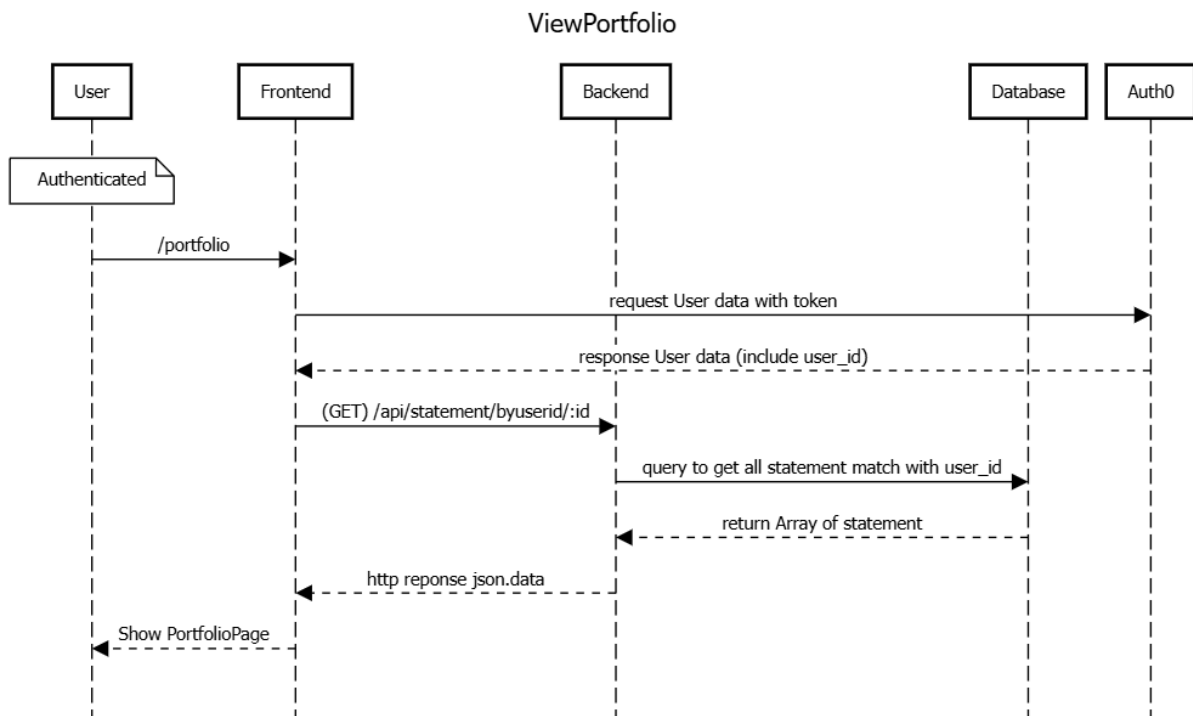 ViewPortfolio
User
Frontend
Backend
Database
Auth0
Authenticated
/portfolio
request User data with token
response User data (include user_id)
(GET) /api/statement/byuserid/:id
query to get all statement match with user_id
return Array of statement
http reponse json.data
Show PortfolioPage